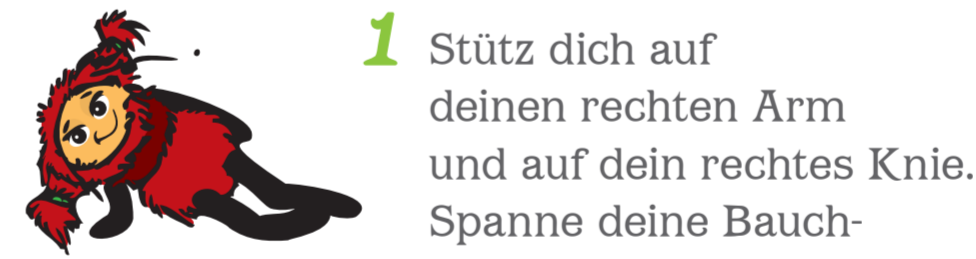 1 Stütz dich auf
deinen rechten Arm
und auf dein rechtes Knie.
Spanne deine Bauch-